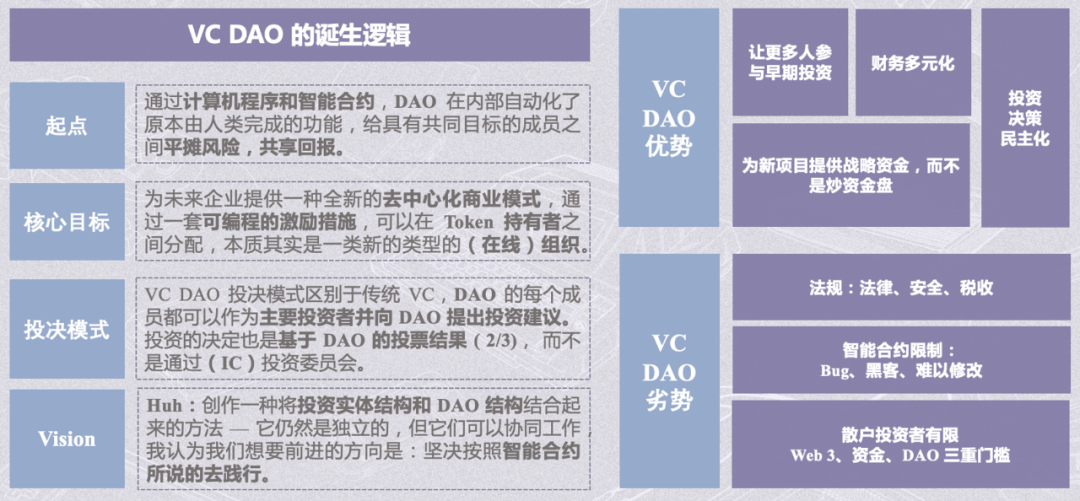 VC DAO 的诞生逻辑
起点
通过计算机程序和智能合约，DAO 在内部自动化了
原本由人类完成的功能，给具有共同目标的成员之
间平摊风险，共享回报。
核心目标
为未来企业提供一种全新的去中心化商业模式，通
过一套可编程的激励措施，可以在 Token 持有者之
间分配，本质其实是一类新的类型的（在线）组织。
投决模式
VC DAO 投决模式区别于传统 VC，DAO 的每个成
员都可以作为主要投资者并向 DAO 提出投资建议。
投资的决定也是基于 DAO 的投票结果（2/3)， 而不
是通过（IC）投资委员会。
Vision
Huh：创作一种将投资实体结构和 DAO 结构结合起
来的方法 — 它仍然是独立的，但它们可以协同工作
我认为我们想要前进的方向是：坚决按照智能合约
所说的去践行。
VC
DAO
优势
让更多人参
与早期投资
财务多元化
为新项目提供战略资金，而不
是炒资金盘
投资
决策
民主化
VC
DAO
劣势
法规：法律、安全、税收
智能合约限制：
Bug、黑客、难以修改
散户投资者有限
Web 3、资金、DAO 三重门槛